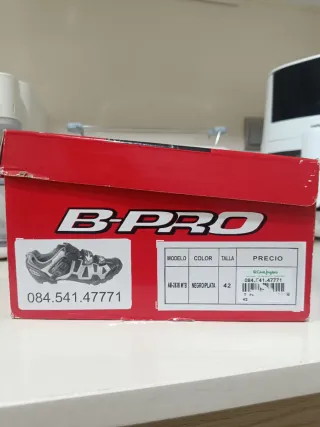 B-PRO
084.541.47771
MODELO COLOR TALLA PRECIO
NEGRO/PLATA 42
El Corte Inglés
084.541.47771